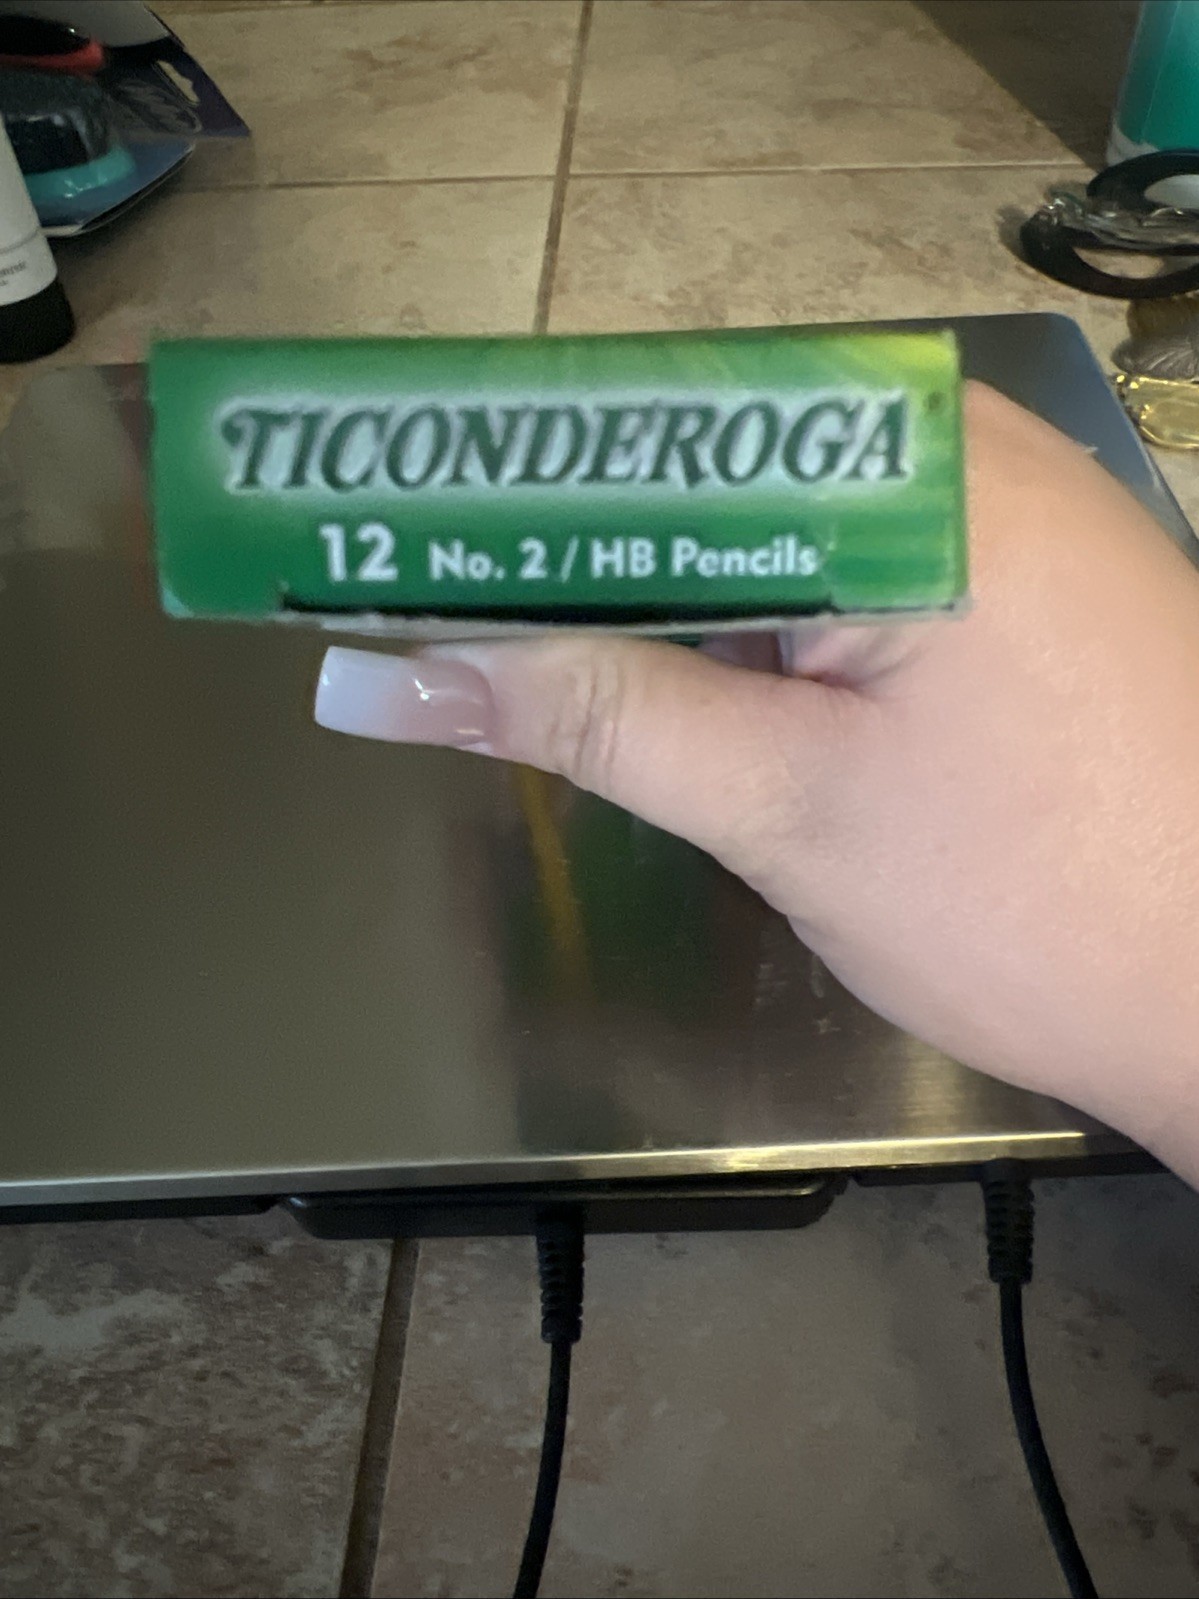 TICONDEROGA®
12 No. 2 / HB Pencils